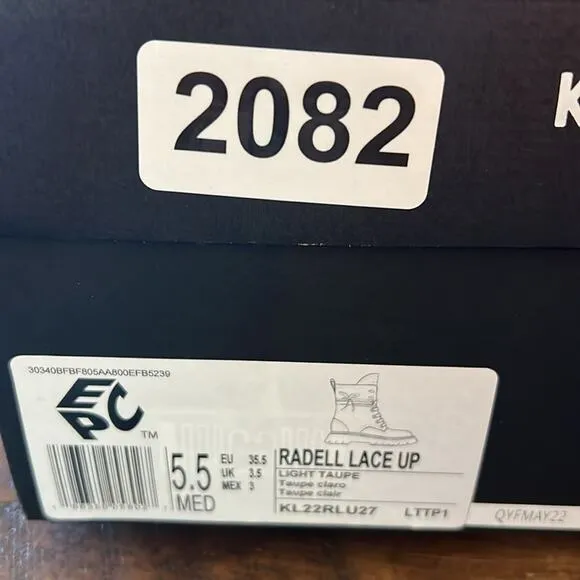 2082
K
30340BFBF805AA800EFB5239
EPC
TM
5.5
MED
EU 35.5
UK 3.5
MEX 3
RADELL LACE UP
LIGHT TAUPE
Taupe claro
Taupe clair
KL22RLU27 LTTP1
QYFMAY22